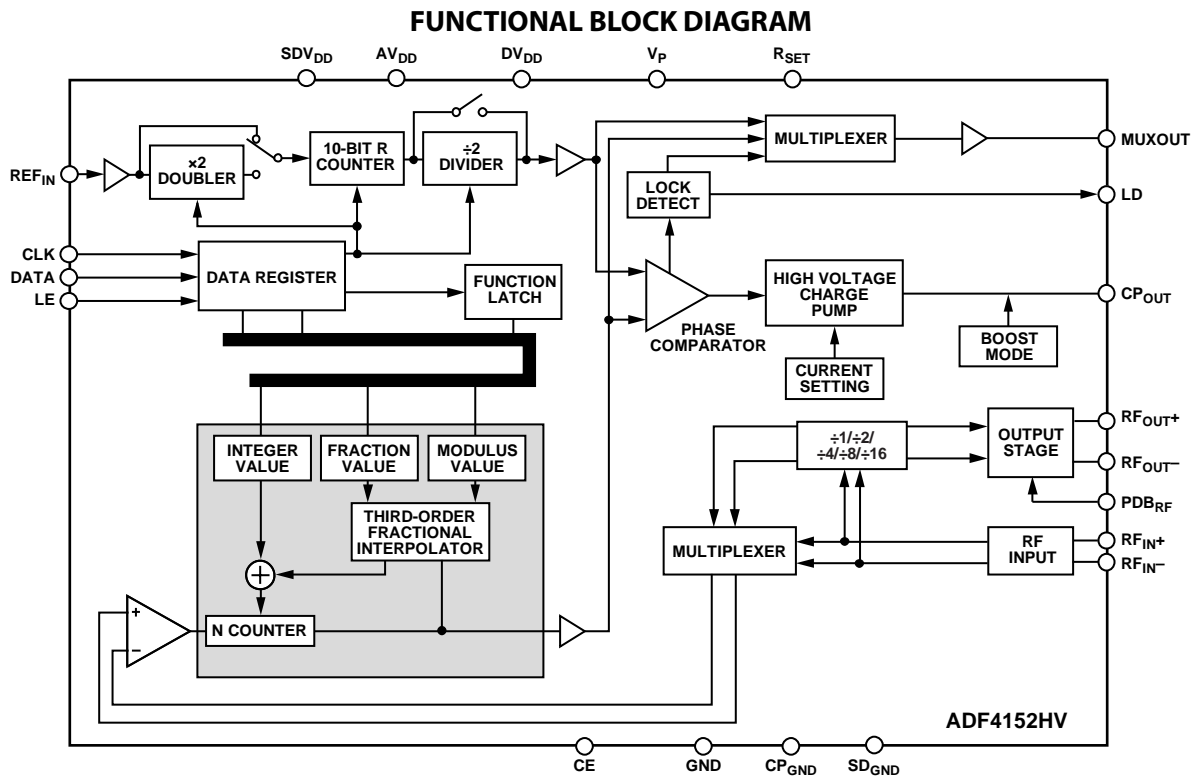 FUNCTIONAL BLOCK DIAGRAM
SDVDD
AVDD
DVDD
VP
RSET
REFIN
×2
DOUBLER
10-BIT R
COUNTER
÷2
DIVIDER
MULTIPLEXER
MUXOUT
LOCK
DETECT
LD
CLK
DATA
LE
DATA REGISTER
FUNCTION
LATCH
PHASE
COMPARATOR
HIGH VOLTAGE
CHARGE
PUMP
CPOUT
CURRENT
SETTING
BOOST
MODE
INTEGER
VALUE
FRACTION
VALUE
MODULUS
VALUE
THIRD-ORDER
FRACTIONAL
INTERPOLATOR
+
N COUNTER
+
−
÷1/÷2/
÷4/÷8/÷16
OUTPUT
STAGE
RFOUT+
RFOUT−
PDBRF
MULTIPLEXER
RF
INPUT
RFIN+
RFIN−
ADF4152HV
CE
GND
CPGND
SDGND